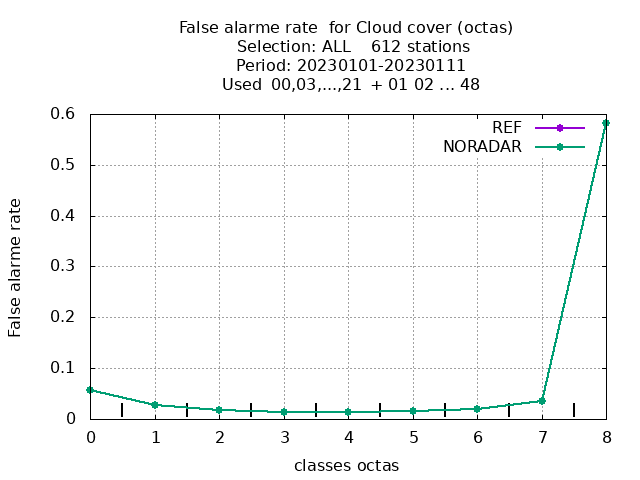 False alarme rate  for Cloud cover (octas)
Selection: ALL    612 stations
Period: 20230101-20230111
Used  00,03,...,21  + 01 02 ... 48
REF
NORADAR
False alarme rate
0.6
0.5
0.4
0.3
0.2
0.1
0
0 1 2 3 4 5 6 7 8
classes octas